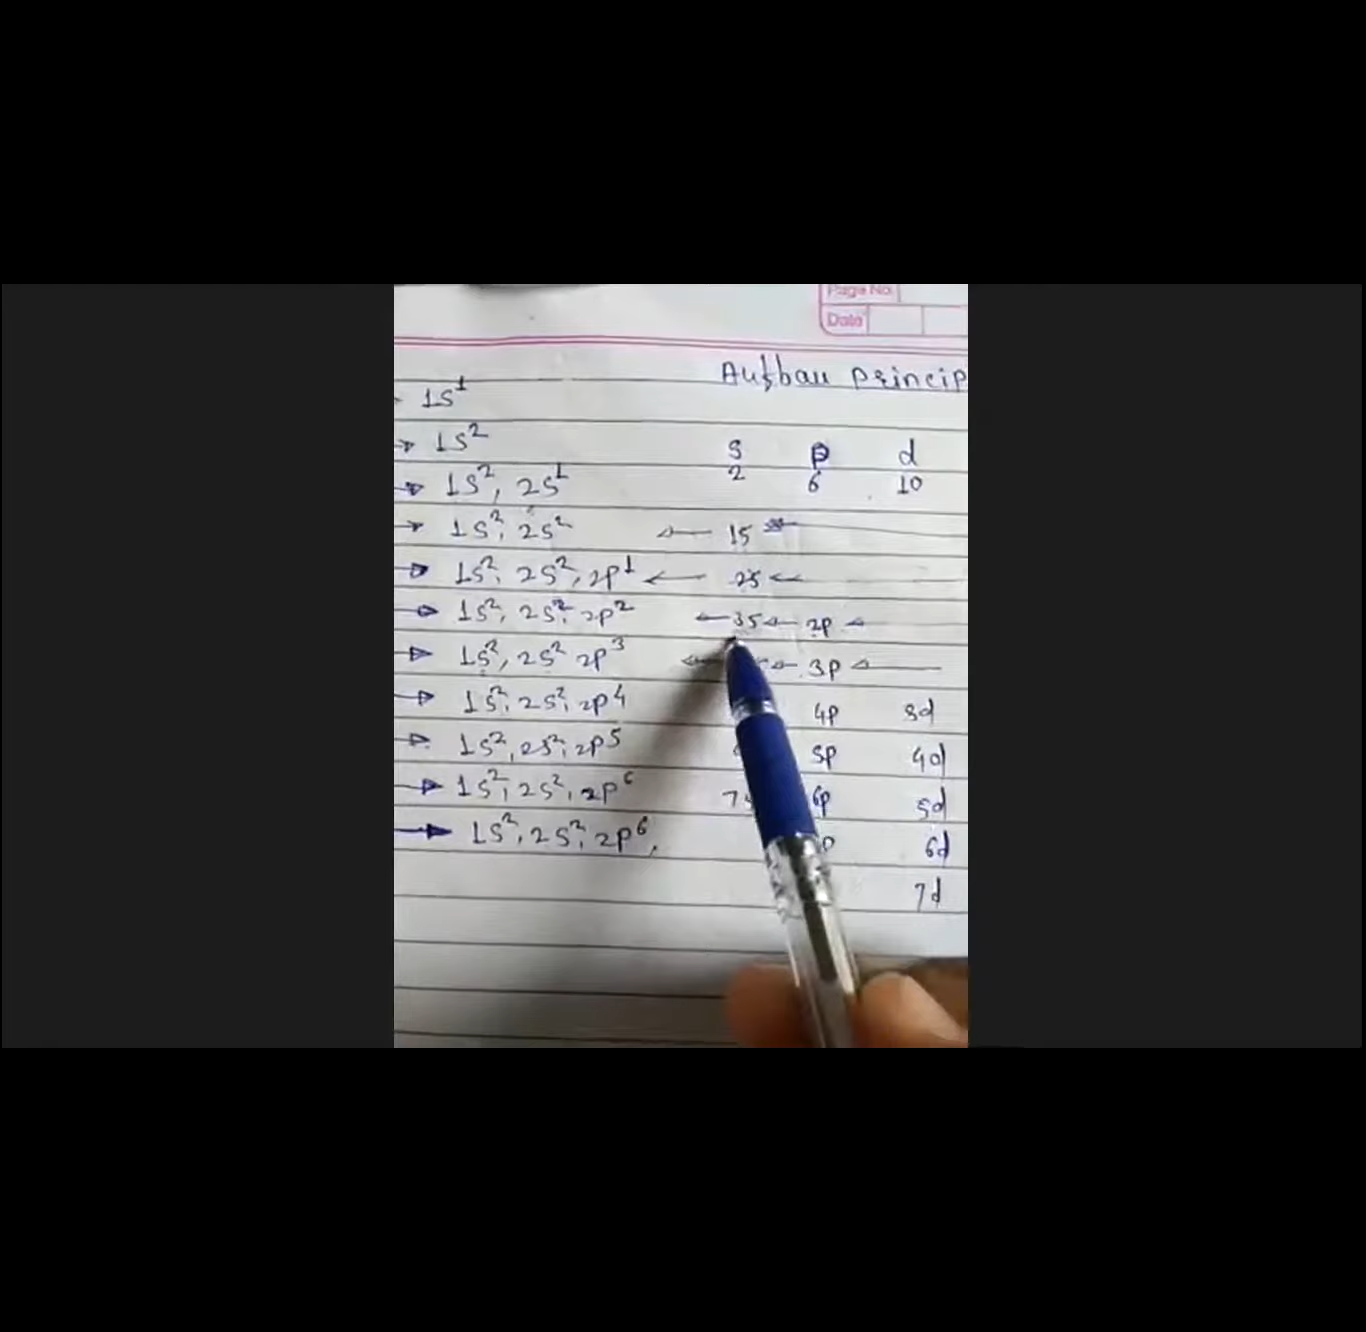 Page No.
Date
Aufbau princip
1s¹
1s² s p d
1s², 2s¹ 2 6 10
1s², 2s² 1s
1s², 2s², 2p¹ 2s
1s², 2s², 2p² 3s 2p
1s², 2s² 2p³ 3p
1s², 2s², 2p⁴ 4p 3d
1s², 2s², 2p⁵ 5p 4d
1s², 2s², 2p⁶ 7s 6p 5d
1s², 2s², 2p⁶, p 6d
7d